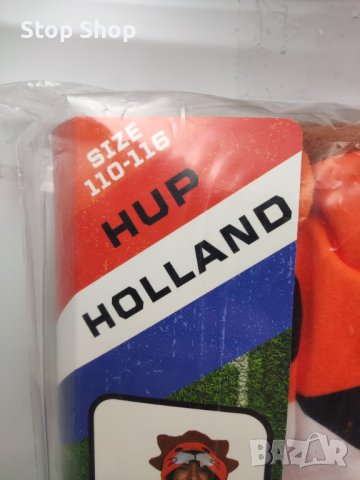 Stop Shop
SIZE
110-116
HUP
HOLLAND
BAZAR